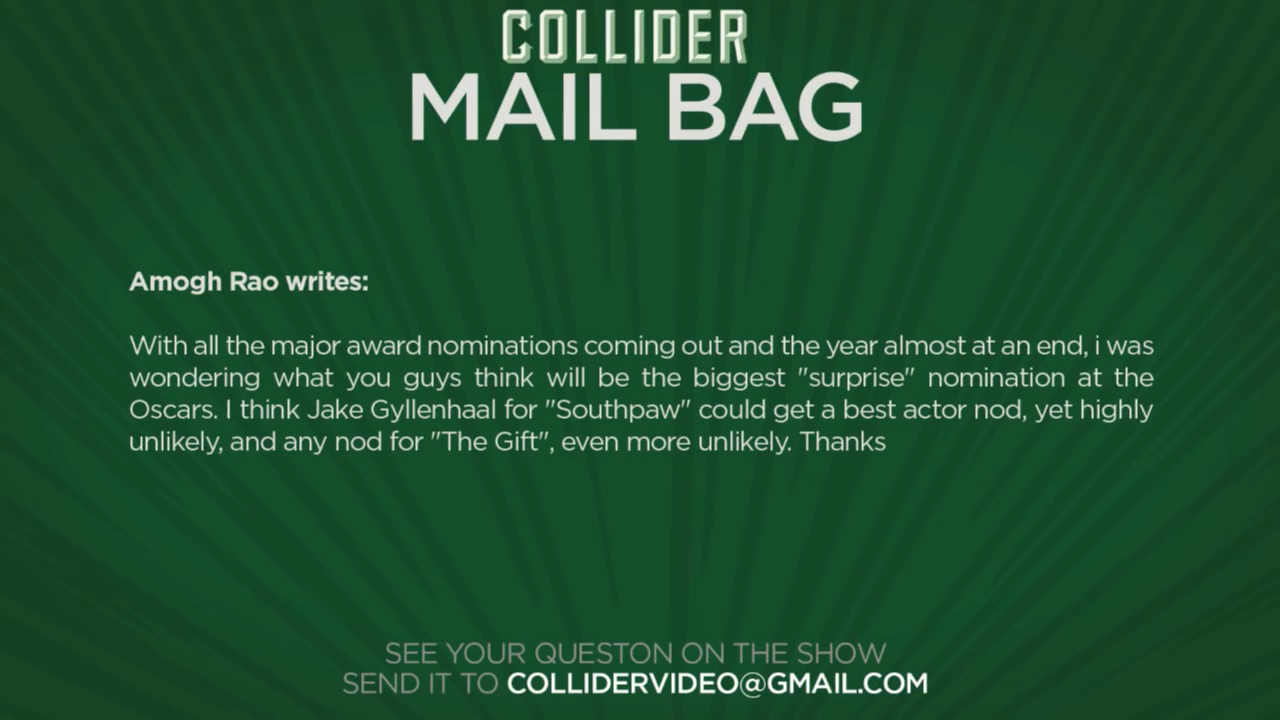 COLLIDER
MAIL BAG
Amogh Rao writes:
With all the major award nominations coming out and the year almost at an end, i was
wondering what you guys think will be the biggest "surprise" nomination at the
Oscars. I think Jake Gyllenhaal for "Southpaw" could get a best actor nod, yet highly
unlikely, and any nod for "The Gift", even more unlikely. Thanks
SEE YOUR QUESTON ON THE SHOW
SEND IT TO COLLIDERVIDEO@GMAIL.COM